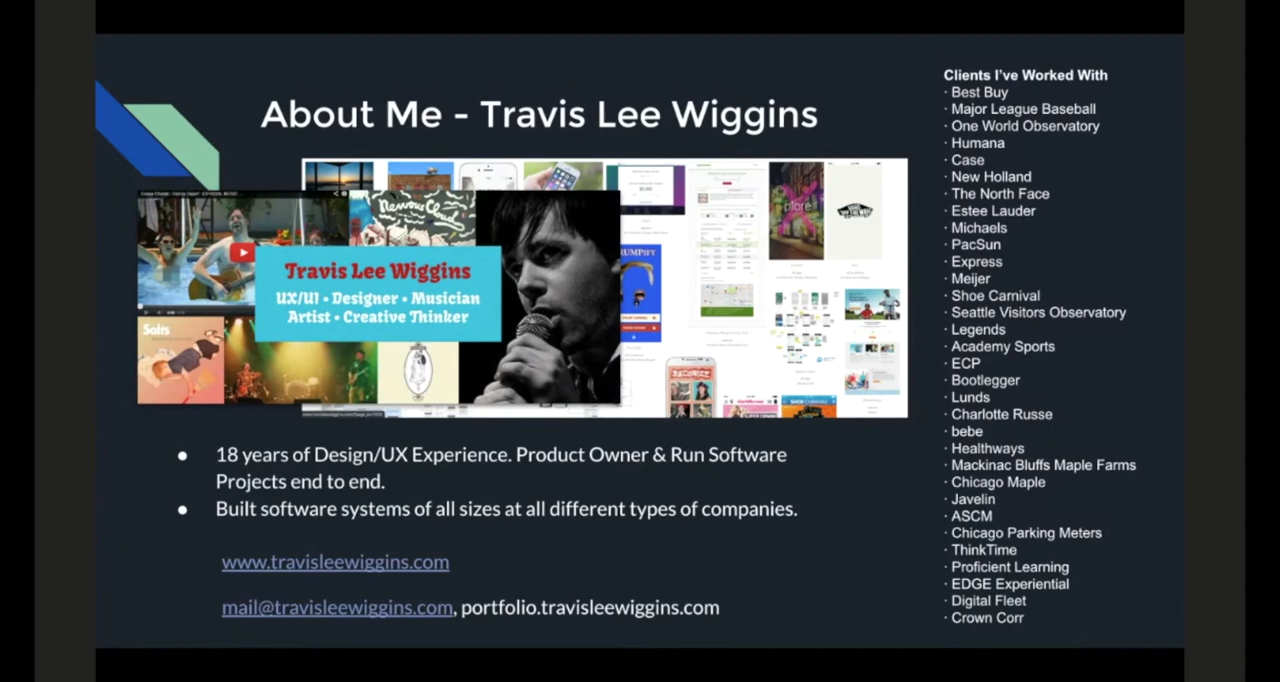 About Me - Travis Lee Wiggins
Nervous Cloud
Travis Lee Wiggins
UX/UI • Designer • Musician
Artist • Creative Thinker
Salts
plore
● 18 years of Design/UX Experience. Product Owner & Run Software
Projects end to end.
● Built software systems of all sizes at all different types of companies.
www.travisleewiggins.com
mail@travisleewiggins.com, portfolio.travisleewiggins.com
Clients I've Worked With
· Best Buy
· Major League Baseball
· One World Observatory
· Humana
· Case
· New Holland
· The North Face
· Estee Lauder
· Michaels
· PacSun
· Express
· Meijer
· Shoe Carnival
· Seattle Visitors Observatory
· Legends
· Academy Sports
· ECP
· Bootlegger
· Lunds
· Charlotte Russe
· bebe
· Healthways
· Mackinac Bluffs Maple Farms
· Chicago Maple
· Javelin
· ASCM
· Chicago Parking Meters
· ThinkTime
· Proficient Learning
· EDGE Experiential
· Digital Fleet
· Crown Corr